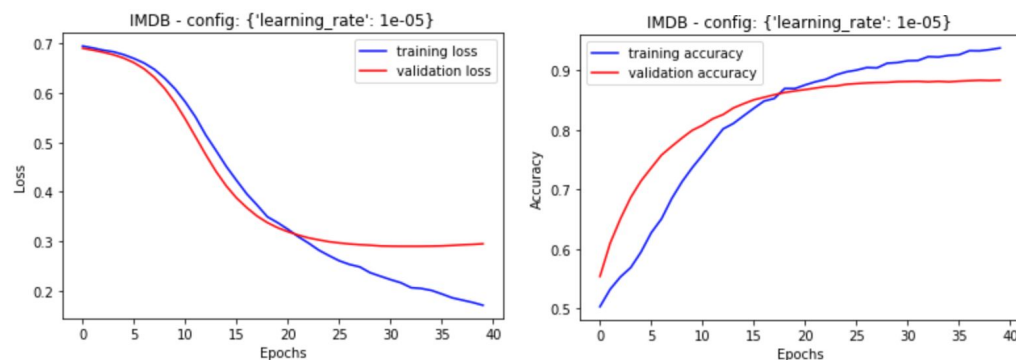 IMDB - config: {'learning_rate': 1e-05}
0.7
0.6
0.5
0.4
0.3
0.2
Loss
training loss
validation loss
0 5 10 15 20 25 30 35 40
Epochs
IMDB - config: {'learning_rate': 1e-05}
0.9
0.8
0.7
0.6
0.5
Accuracy
training accuracy
validation accuracy
0 5 10 15 20 25 30 35 40
Epochs